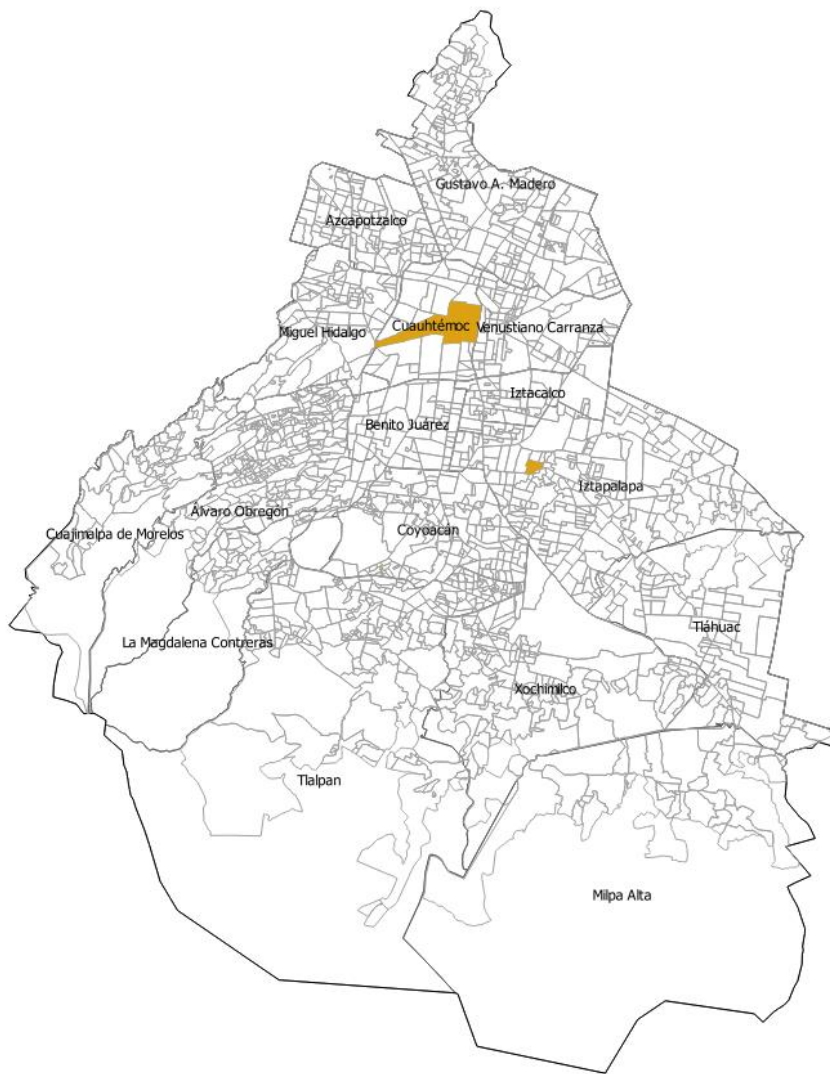 Gustavo A. Madero
Azcapotzalco
Miguel Hidalgo
Cuauhtémoc
Venustiano Carranza
Iztacalco
Benito Juárez
Iztapalapa
Álvaro Obregón
Coyoacán
Cuajimalpa de Morelos
Tláhuac
La Magdalena Contreras
Xochimilco
Tlalpan
Milpa Alta